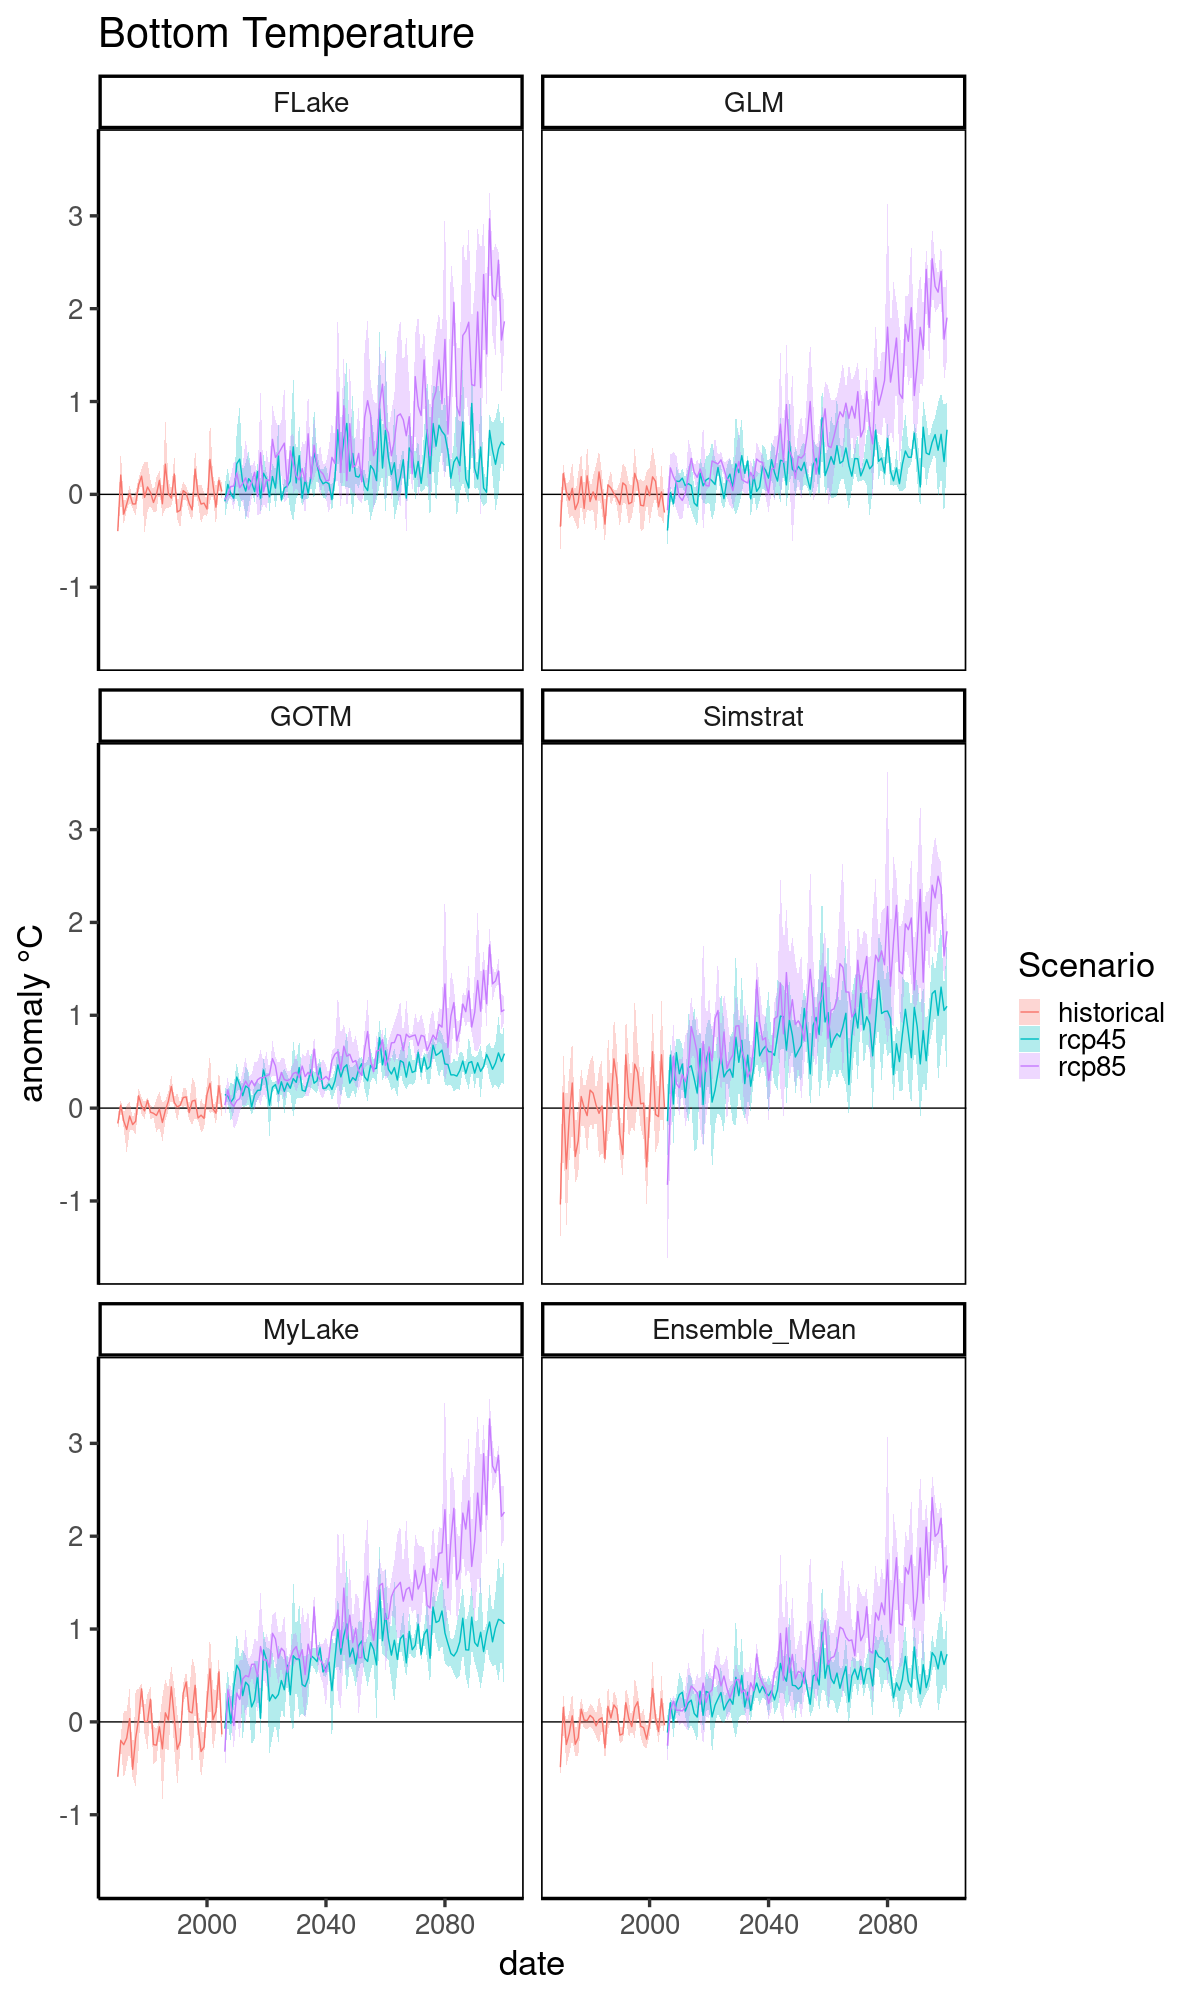 Bottom Temperature
FLake
GLM
3
2
1
0
-1
GOTM
Simstrat
3
2
1
0
-1
anomaly °C
Scenario
historical
rcp45
rcp85
MyLake
Ensemble_Mean
3
2
1
0
-1
2000 2040 2080
2000 2040 2080
date